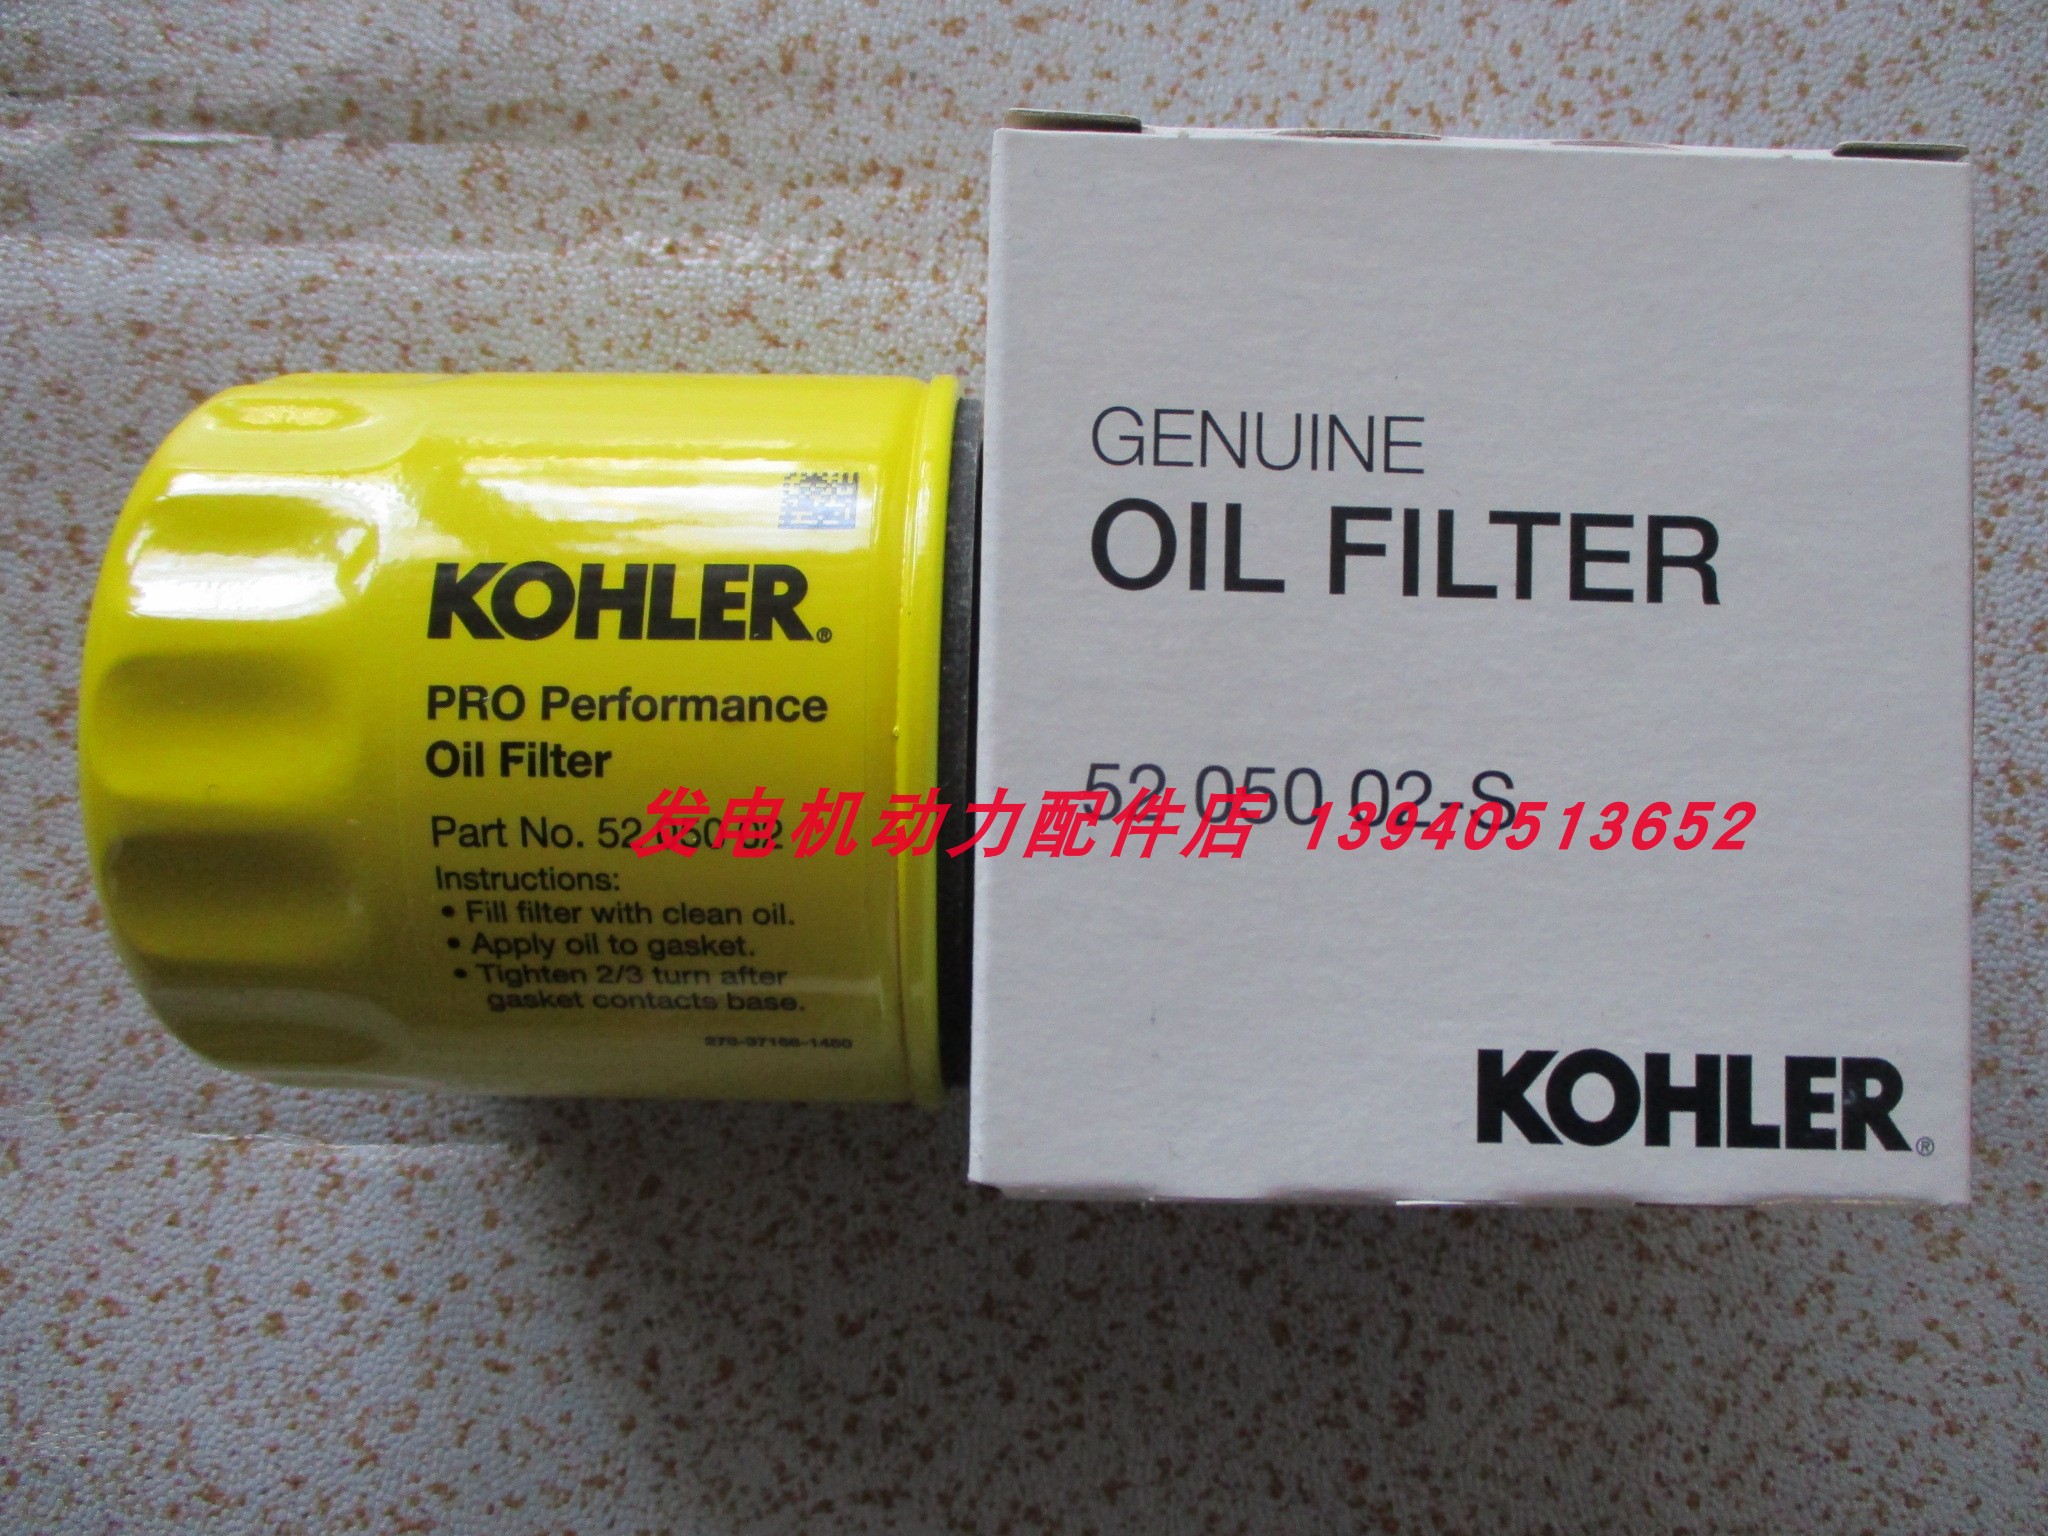 KOHLER®
PRO Performance
Oil Filter
Part No. 52 050 02
Instructions:
• Fill filter with clean oil.
• Apply oil to gasket.
• Tighten 2/3 turn after
gasket contacts base.
GENUINE
OIL FILTER
52 050 02-S
KOHLER®
发电机动力配件店 13940513652